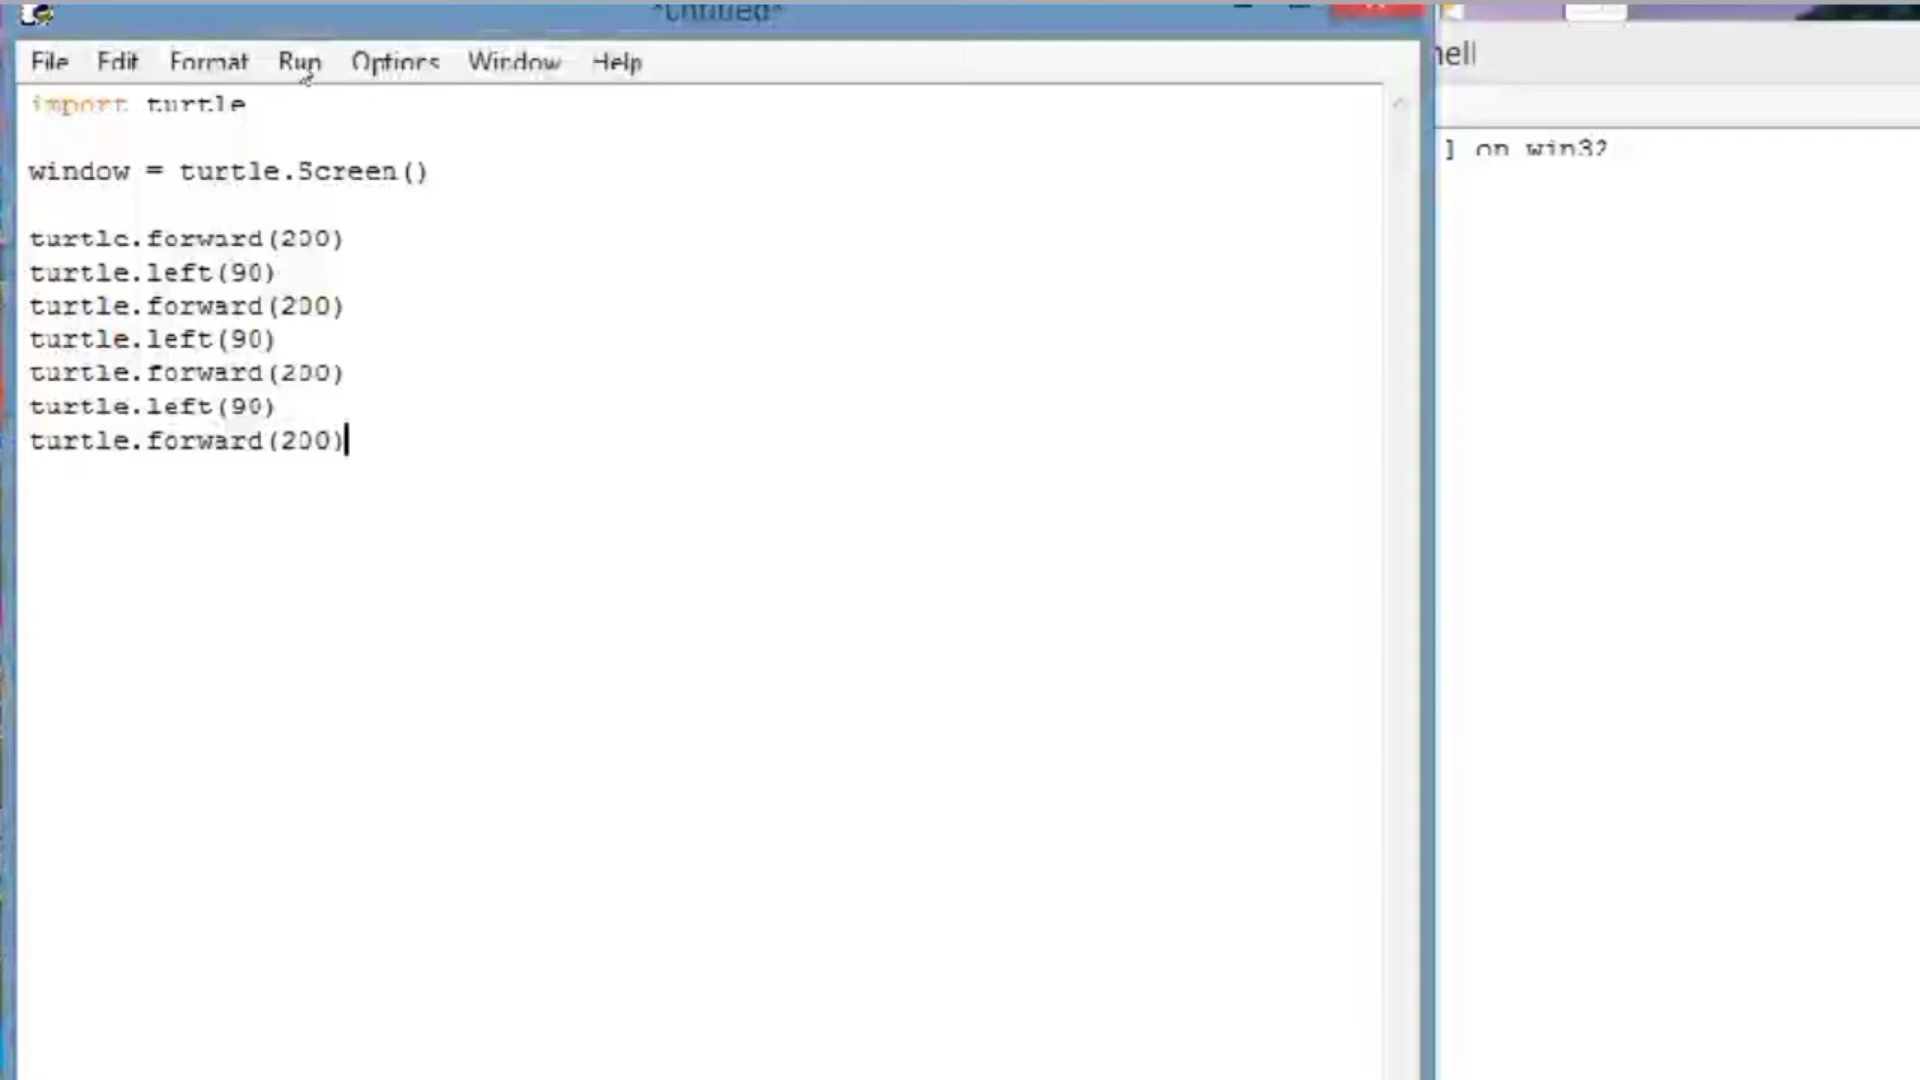 *Untitled*
File Edit Format Run Options Window Help
import turtle
window = turtle.Screen()
turtle.forward(200)
turtle.left(90)
turtle.forward(200)
turtle.left(90)
turtle.forward(200)
turtle.left(90)
turtle.forward(200)
hell
] on win32